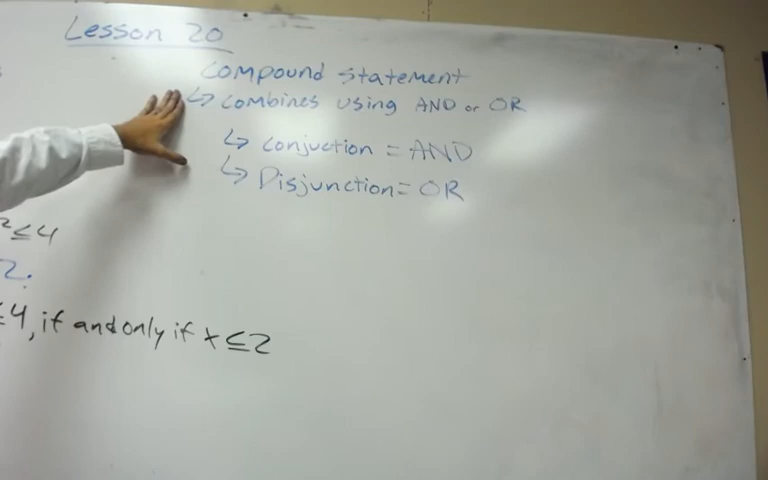 Lesson 20
Compound Statement
↳ Combines Using AND or OR
↳ Conjuction = AND
↳ Disjunction = OR
² ≤ 4
2.
≤ 4, if and only if x ≤ 2